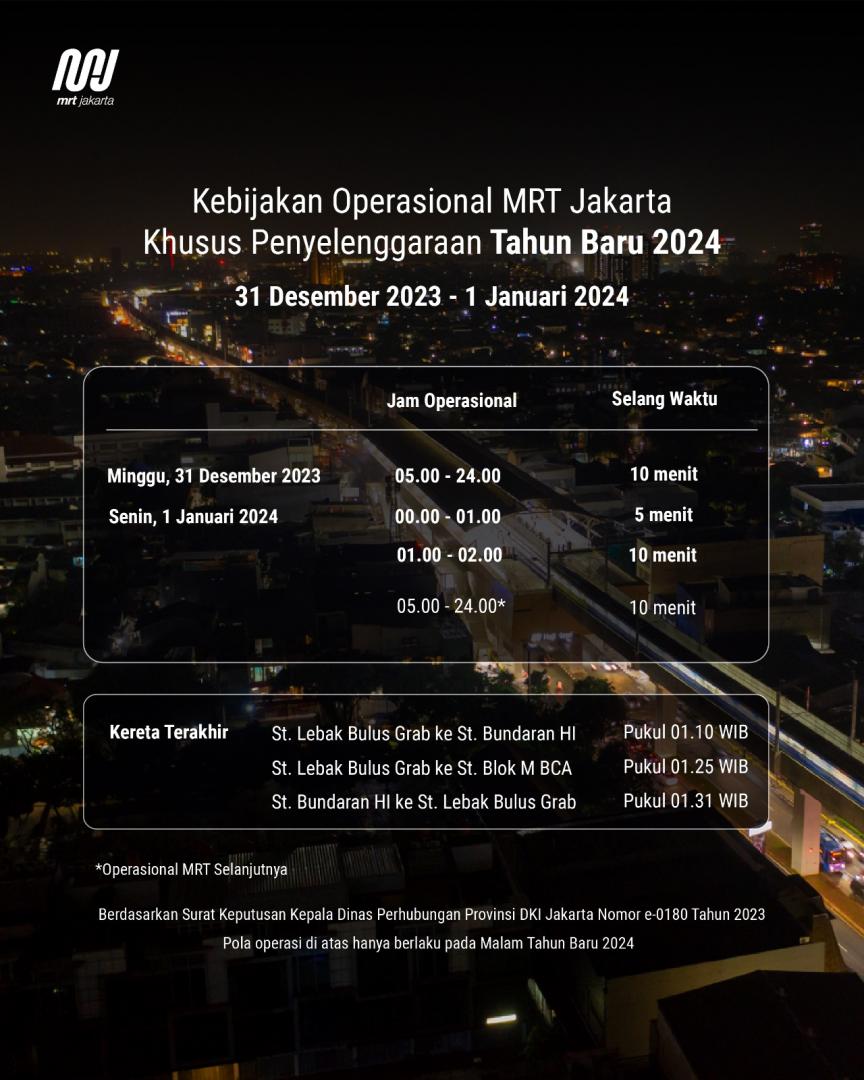 mrt jakarta
Kebijakan Operasional MRT Jakarta
Khusus Penyelenggaraan Tahun Baru 2024
31 Desember 2023 - 1 Januari 2024
Jam Operasional Selang Waktu
Minggu, 31 Desember 2023 05.00 - 24.00 10 menit
Senin, 1 Januari 2024 00.00 - 01.00 5 menit
01.00 - 02.00 10 menit
05.00 - 24.00* 10 menit
Kereta Terakhir St. Lebak Bulus Grab ke St. Bundaran HI Pukul 01.10 WIB
St. Lebak Bulus Grab ke St. Blok M BCA Pukul 01.25 WIB
St. Bundaran HI ke St. Lebak Bulus Grab Pukul 01.31 WIB
*Operasional MRT Selanjutnya
Berdasarkan Surat Keputusan Kepala Dinas Perhubungan Provinsi DKI Jakarta Nomor e-0180 Tahun 2023
Pola operasi di atas hanya berlaku pada Malam Tahun Baru 2024